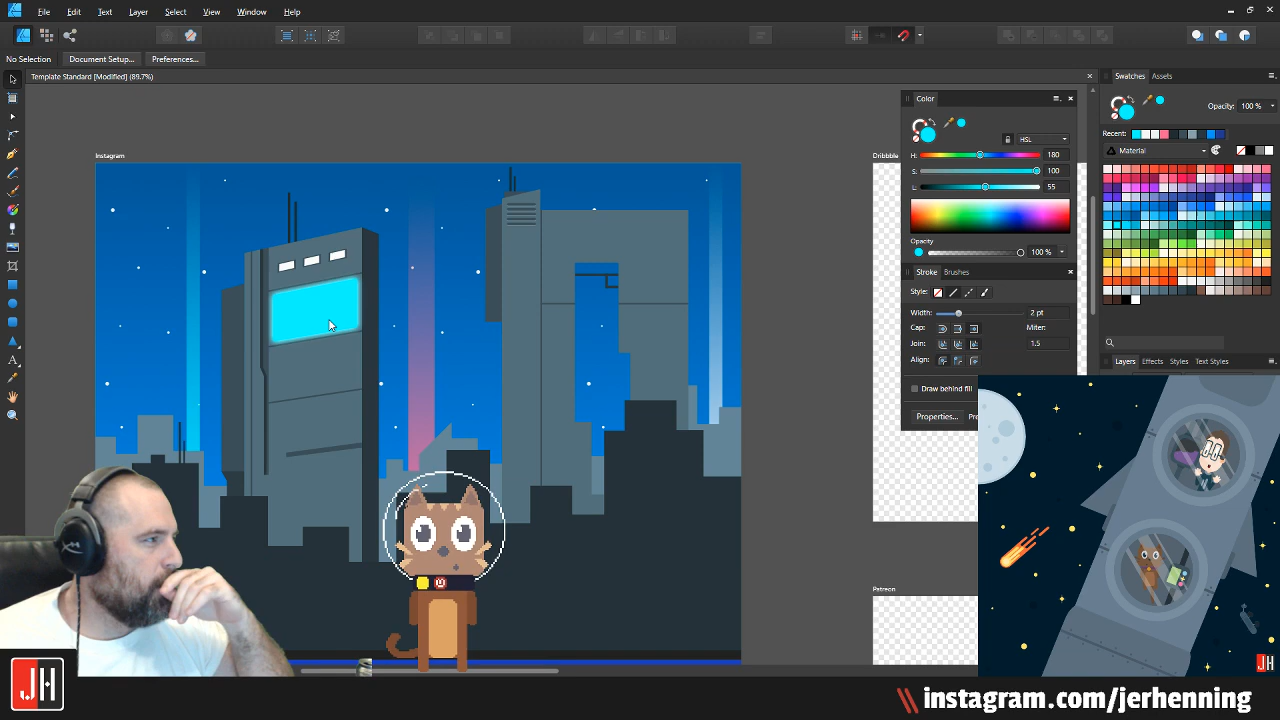 File Edit Text Layer Select View Window Help
No Selection Document Setup... Preferences...
Template Standard [Modified] (89.7%)
Instagram
Dribbble
Patreon
Color
HSL
H: 180
S: 100
L: 55
Opacity
100 %
Stroke Brushes
Style:
Width: 2 pt
Cap: Miter:
Join: 1.5
Align:
Draw behind fill
Properties...
Swatches Assets
Opacity: 100 %
Recent:
Material
Layers Effects Styles Text Styles
JH
JH
\\ instagram.com/jerhenning